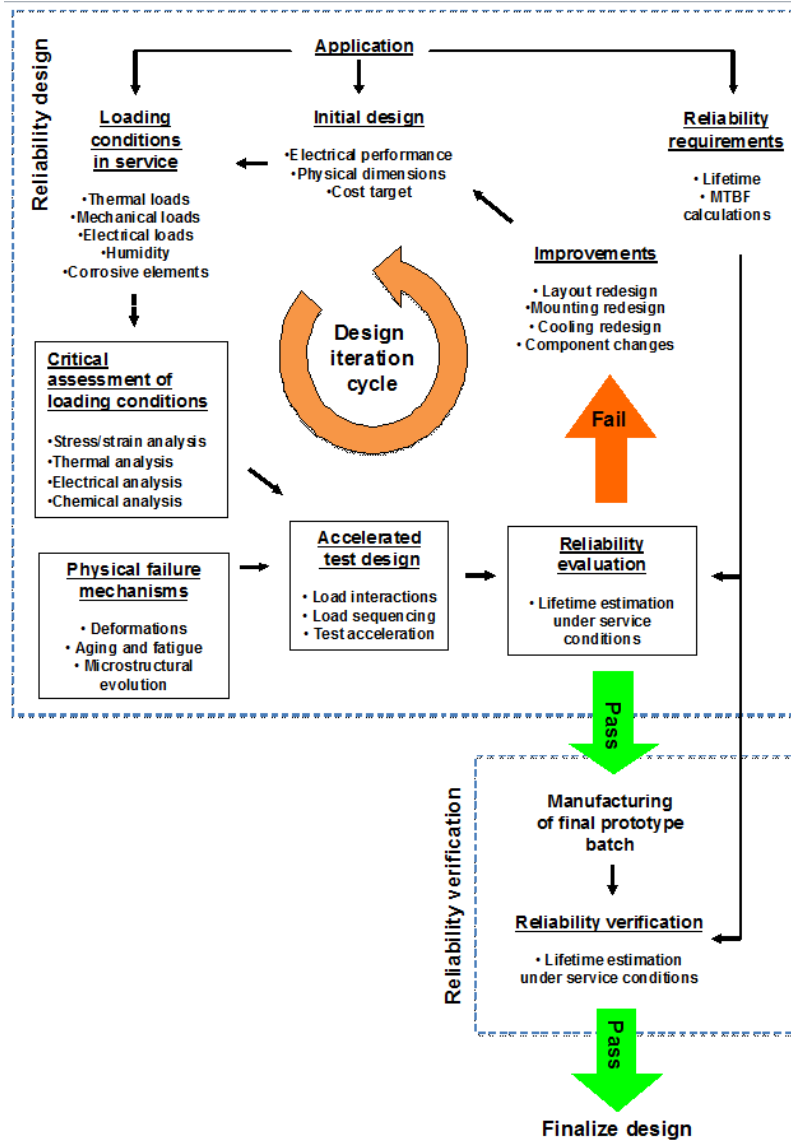 Reliability design
Application
Loading
conditions
in service
•Thermal loads
•Mechanical loads
•Electrical loads
•Humidity
•Corrosive elements
Initial design
•Electrical performance
•Physical dimensions
•Cost target
Reliability
requirements
• Lifetime
• MTBF
calculations
Improvements
• Layout redesign
•Mounting redesign
• Cooling redesign
• Component changes
Design
iteration
cycle
Critical
assessment of
loading conditions
•Stress/strain analysis
•Thermal analysis
•Electrical analysis
•Chemical analysis
Fail
Physical failure
mechanisms
• Deformations
• Aging and fatigue
• Microstructural
evolution
Accelerated
test design
• Load interactions
• Load sequencing
• Test acceleration
Reliability
evaluation
• Lifetime estimation
under service
conditions
Pass
Reliability verification
Manufacturing
of final prototype
batch
Reliability verification
• Lifetime estimation
under service conditions
Pass
Finalize design